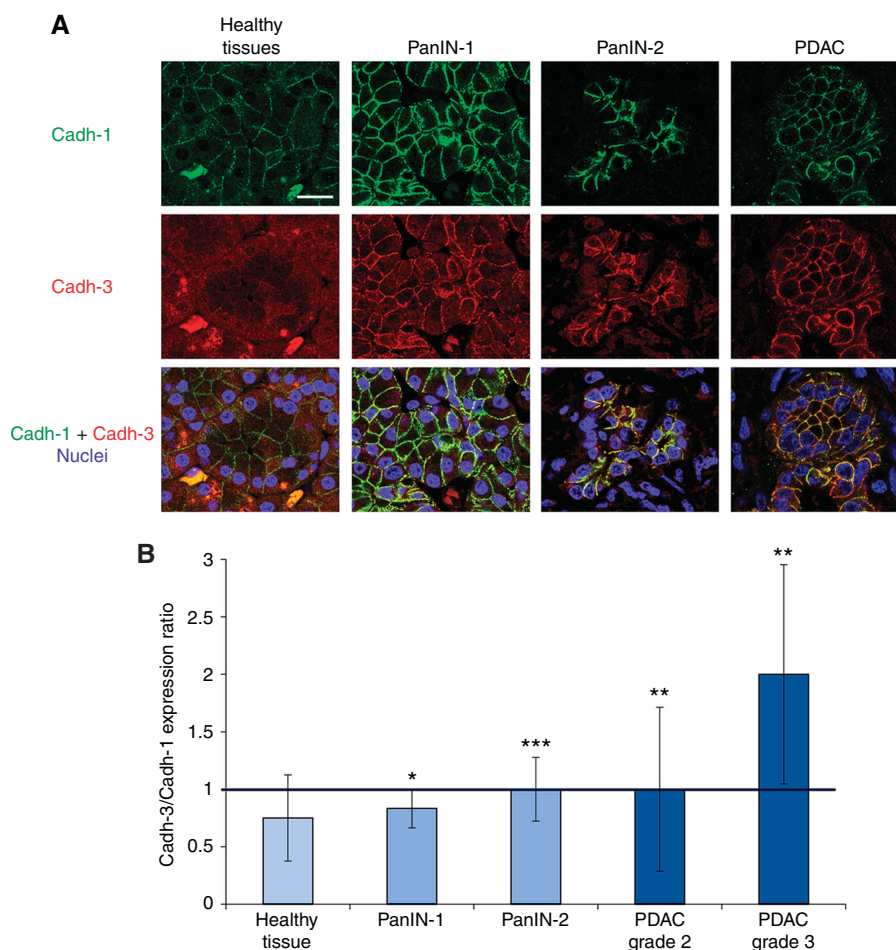 A
Healthy
tissues
PanIN-1
PanIN-2
PDAC
Cadh-1
Cadh-3
Cadh-1 + Cadh-3
Nuclei
B
Cadh-3/Cadh-1 expression ratio
3
2.5
2
1.5
1
0.5
0
*
***
**
**
Healthy
tissue
PanIN-1
PanIN-2
PDAC
grade 2
PDAC
grade 3